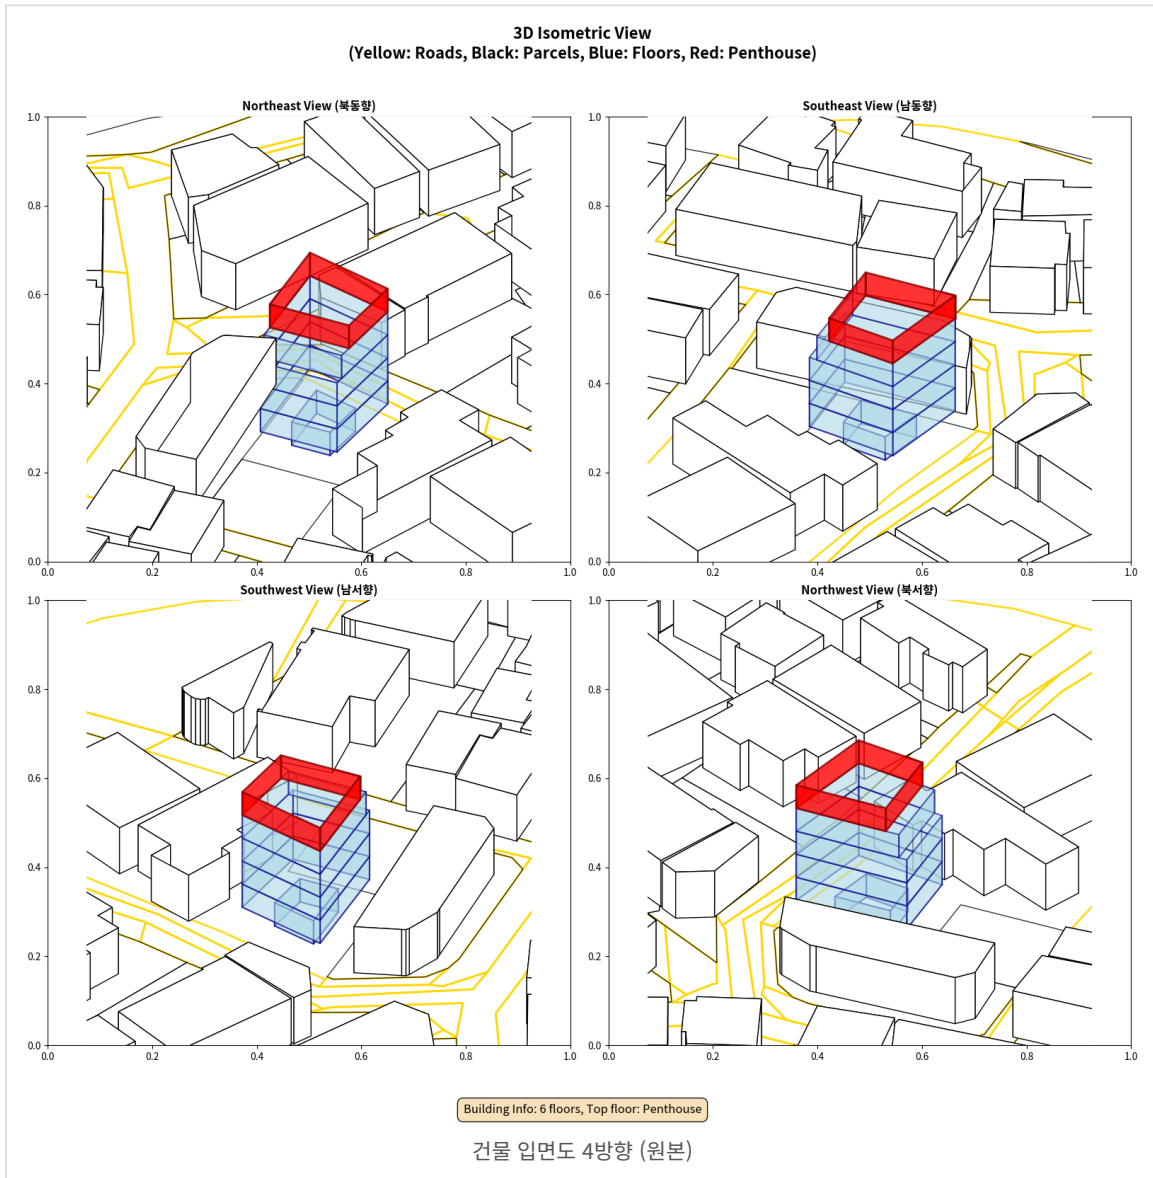 3D Isometric View
(Yellow: Roads, Black: Parcels, Blue: Floors, Red: Penthouse)
Northeast View (북동향)
1.0
0.8
0.6
0.4
0.2
0.0
0.0 0.2 0.4 0.6 0.8 1.0
Southeast View (남동향)
1.0
0.8
0.6
0.4
0.2
0.0
0.0 0.2 0.4 0.6 0.8 1.0
Southwest View (남서향)
1.0
0.8
0.6
0.4
0.2
0.0
0.0 0.2 0.4 0.6 0.8 1.0
Northwest View (북서향)
1.0
0.8
0.6
0.4
0.2
0.0
0.0 0.2 0.4 0.6 0.8 1.0
Building Info: 6 floors, Top floor: Penthouse
건물 입면도 4방향 (원본)